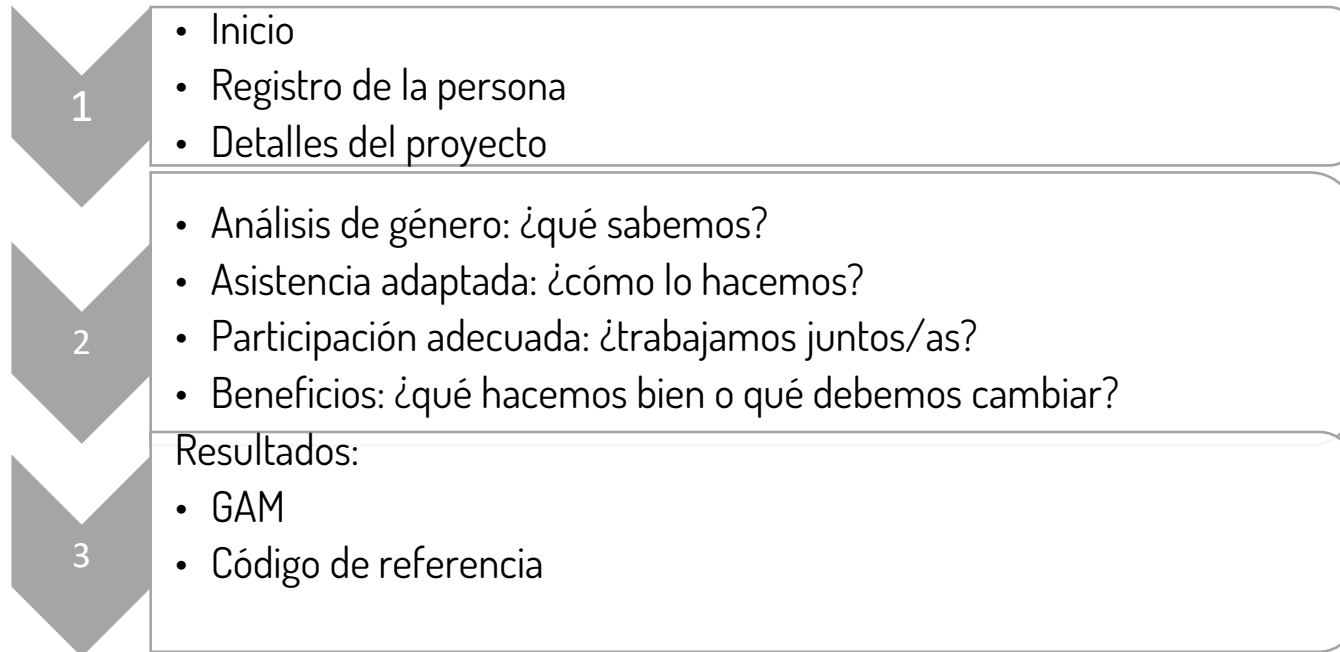 1
• Inicio
• Registro de la persona
• Detalles del proyecto
2
• Análisis de género: ¿qué sabemos?
• Asistencia adaptada: ¿cómo lo hacemos?
• Participación adecuada: ¿trabajamos juntos/as?
• Beneficios: ¿qué hacemos bien o qué debemos cambiar?
3
Resultados:
• GAM
• Código de referencia